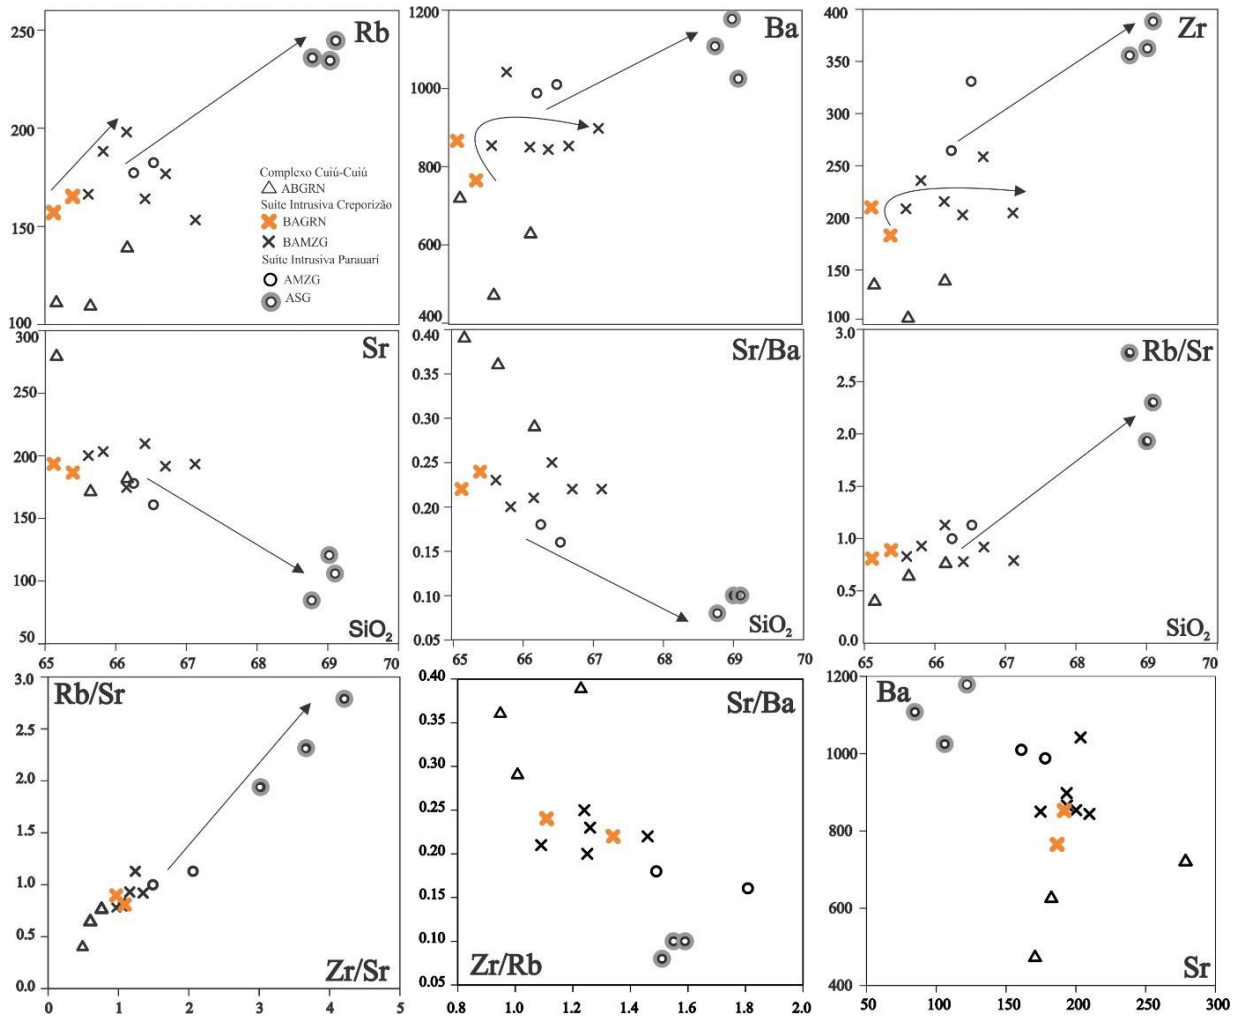 250
200
150
100
Rb
Complexo Cuiú-Cuiú
ABGRN
Suíte Intrusiva Creporizão
BAGRN
BAMZG
Suíte Intrusiva Parauari
AMZG
ASG
1200
1000
800
600
400
Ba
400
350
300
250
200
150
100
Zr
300
250
200
150
100
50
Sr
SiO2
65 66 67 68 69 70
0.40
0.35
0.30
0.25
0.20
0.15
0.10
0.05
Sr/Ba
SiO2
65 66 67 68 69 70
3.0
2.5
2.0
1.5
1.0
0.5
0.0
Rb/Sr
SiO2
65 66 67 68 69 70
3.0
2.5
2.0
1.5
1.0
0.5
0.0
Rb/Sr
Zr/Sr
0 1 2 3 4 5
0.40
0.35
0.30
0.25
0.20
0.15
0.10
0.05
Sr/Ba
Zr/Rb
0.8 1.0 1.2 1.4 1.6 1.8 2.0
1200
1000
800
600
400
Ba
Sr
50 100 150 200 250 300